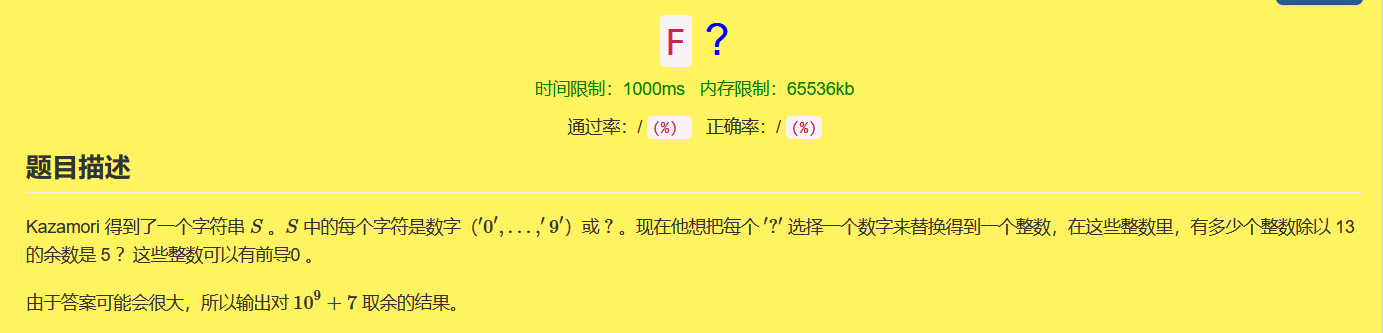 F ?
时间限制：1000ms 内存限制：65536kb
通过率：/ (%) 正确率：/ (%)
题目描述
Kazamori 得到了一个字符串 S 。S 中的每个字符是数字（'0',...,'9'）或 ? 。现在他想把每个 '?' 选择一个数字来替换得到一个整数，在这些整数里，有多少个整数除以 13
的余数是 5 ？这些整数可以有前导0 。
由于答案可能会很大，所以输出对 10⁹ + 7 取余的结果。